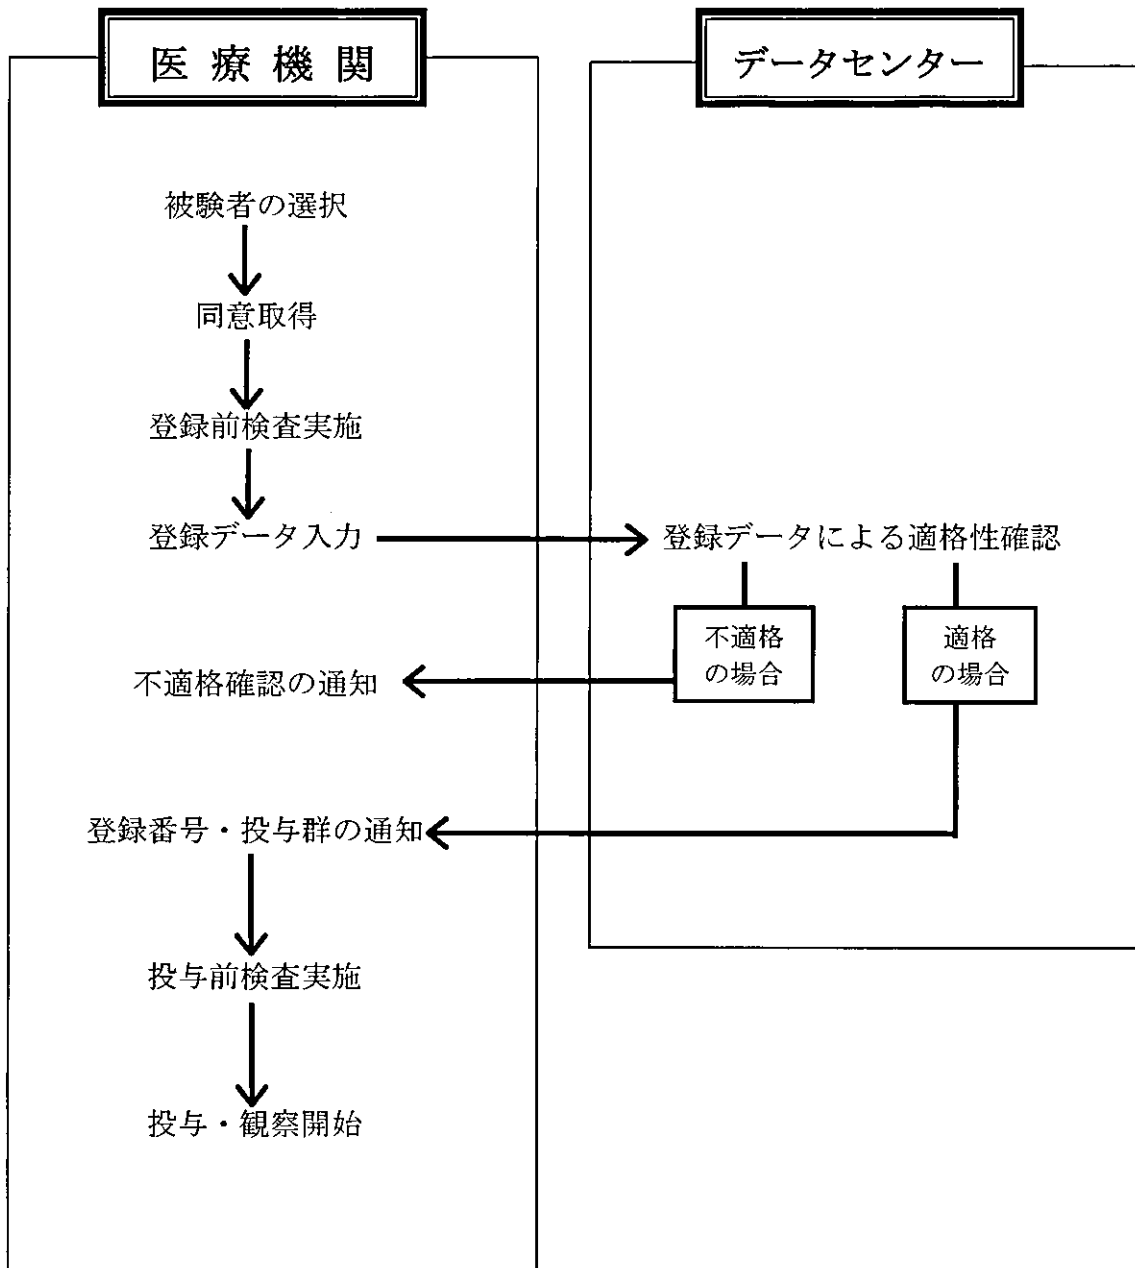 医療機関
データセンター
被験者の選択
同意取得
登録前検査実施
登録データ入力
登録データによる適格性確認
不適格
の場合
適格
の場合
不適格確認の通知
登録番号・投与群の通知
投与前検査実施
投与・観察開始